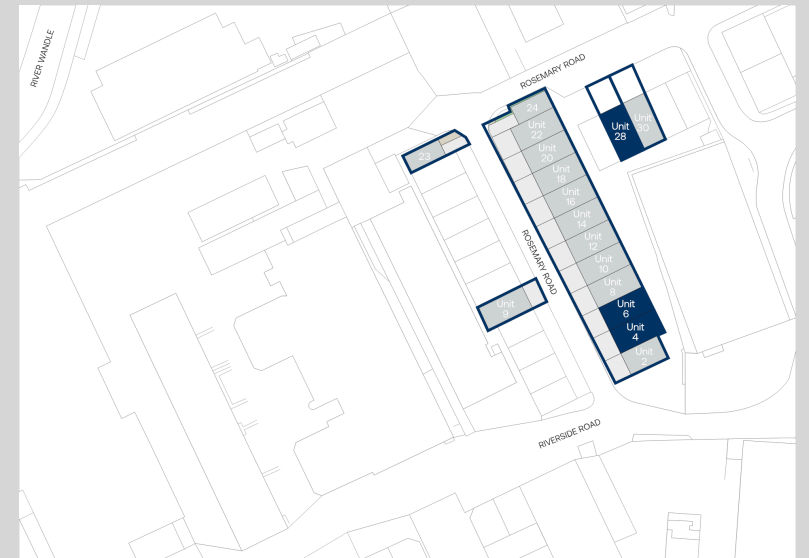 RIVER WANDLE
ROSEMARY ROAD
24
Unit
22
Unit
20
Unit
18
Unit
16
Unit
14
Unit
12
Unit
10
Unit
8
Unit
6
Unit
4
Unit
2
Unit
28
Unit
30
23
ROSEMARY ROAD
Unit
9
RIVERSIDE ROAD